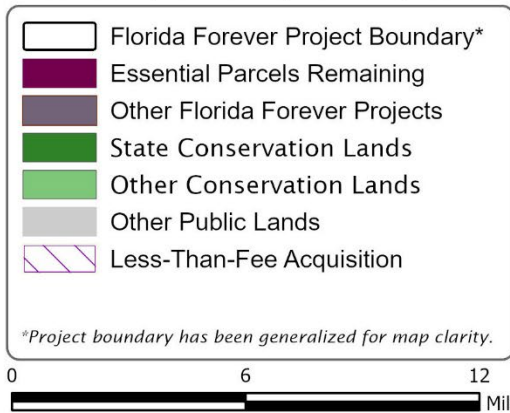 Florida Forever Project Boundary*
Essential Parcels Remaining
Other Florida Forever Projects
State Conservation Lands
Other Conservation Lands
Other Public Lands
Less-Than-Fee Acquisition
*Project boundary has been generalized for map clarity.
0 6 12
Mil